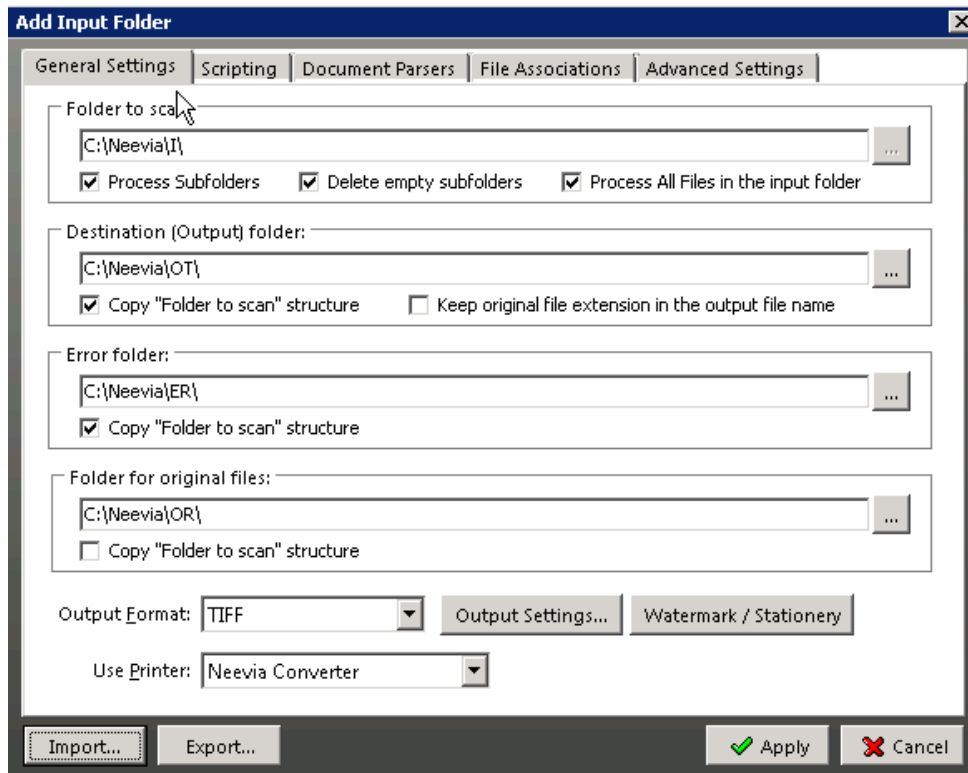 Add Input Folder
General Settings Scripting Document Parsers File Associations Advanced Settings
Folder to sca
C:\Neevia\I\ ...
Process Subfolders Delete empty subfolders Process All Files in the input folder
Destination (Output) folder:
C:\Neevia\OT\ ...
Copy "Folder to scan" structure Keep original file extension in the output file name
Error folder:
C:\Neevia\ER\ ...
Copy "Folder to scan" structure
Folder for original files:
C:\Neevia\OR\ ...
Copy "Folder to scan" structure
Output Format: TIFF Output Settings... Watermark / Stationery
Use Printer: Neevia Converter
Import... Export... Apply Cancel